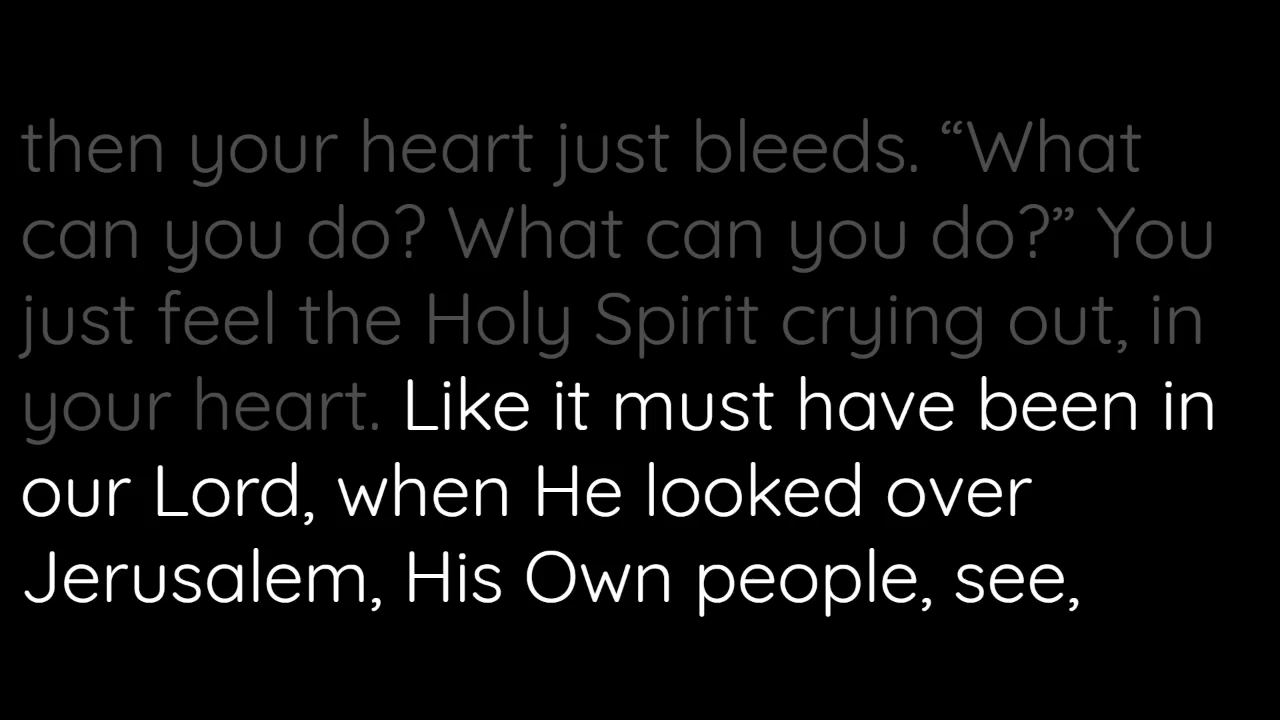 then your heart just bleeds. “What
can you do? What can you do?” You
just feel the Holy Spirit crying out, in
your heart. Like it must have been in
our Lord, when He looked over
Jerusalem, His Own people, see,